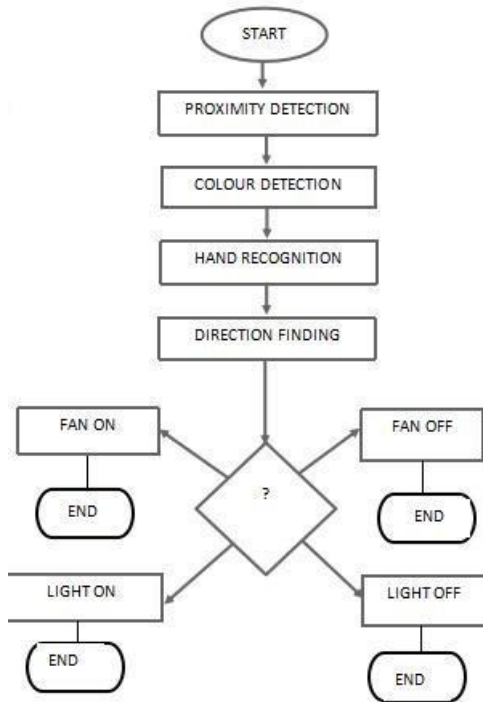 START
PROXIMITY DETECTION
COLOUR DETECTION
HAND RECOGNITION
DIRECTION FINDING
FAN ON
FAN OFF
?
END
END
LIGHT ON
LIGHT OFF
END
END